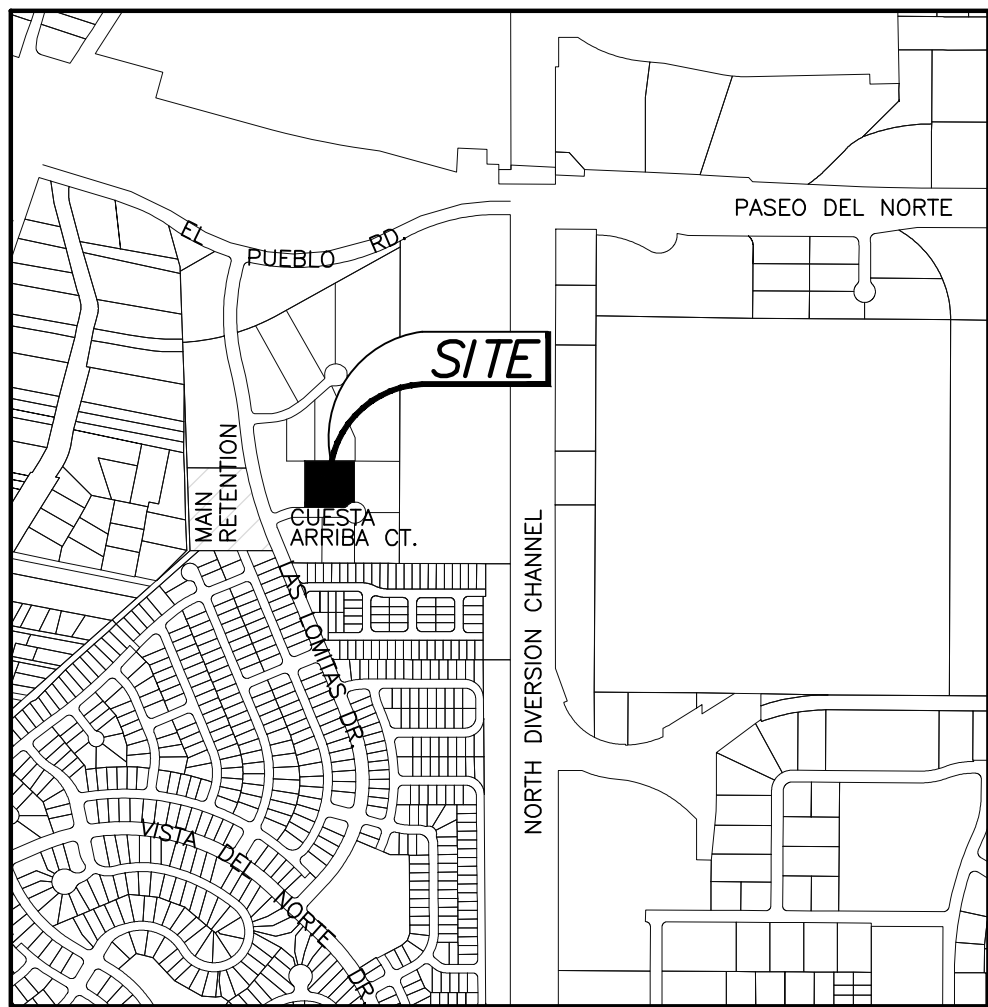 PASEO DEL NORTE
EL PUEBLO RD.
SITE
MAIN
RETENTION
CUESTA
ARRIBA CT.
LAS LOMITAS DR.
NORTH DIVERSION CHANNEL
VISTA DEL NORTE DR.